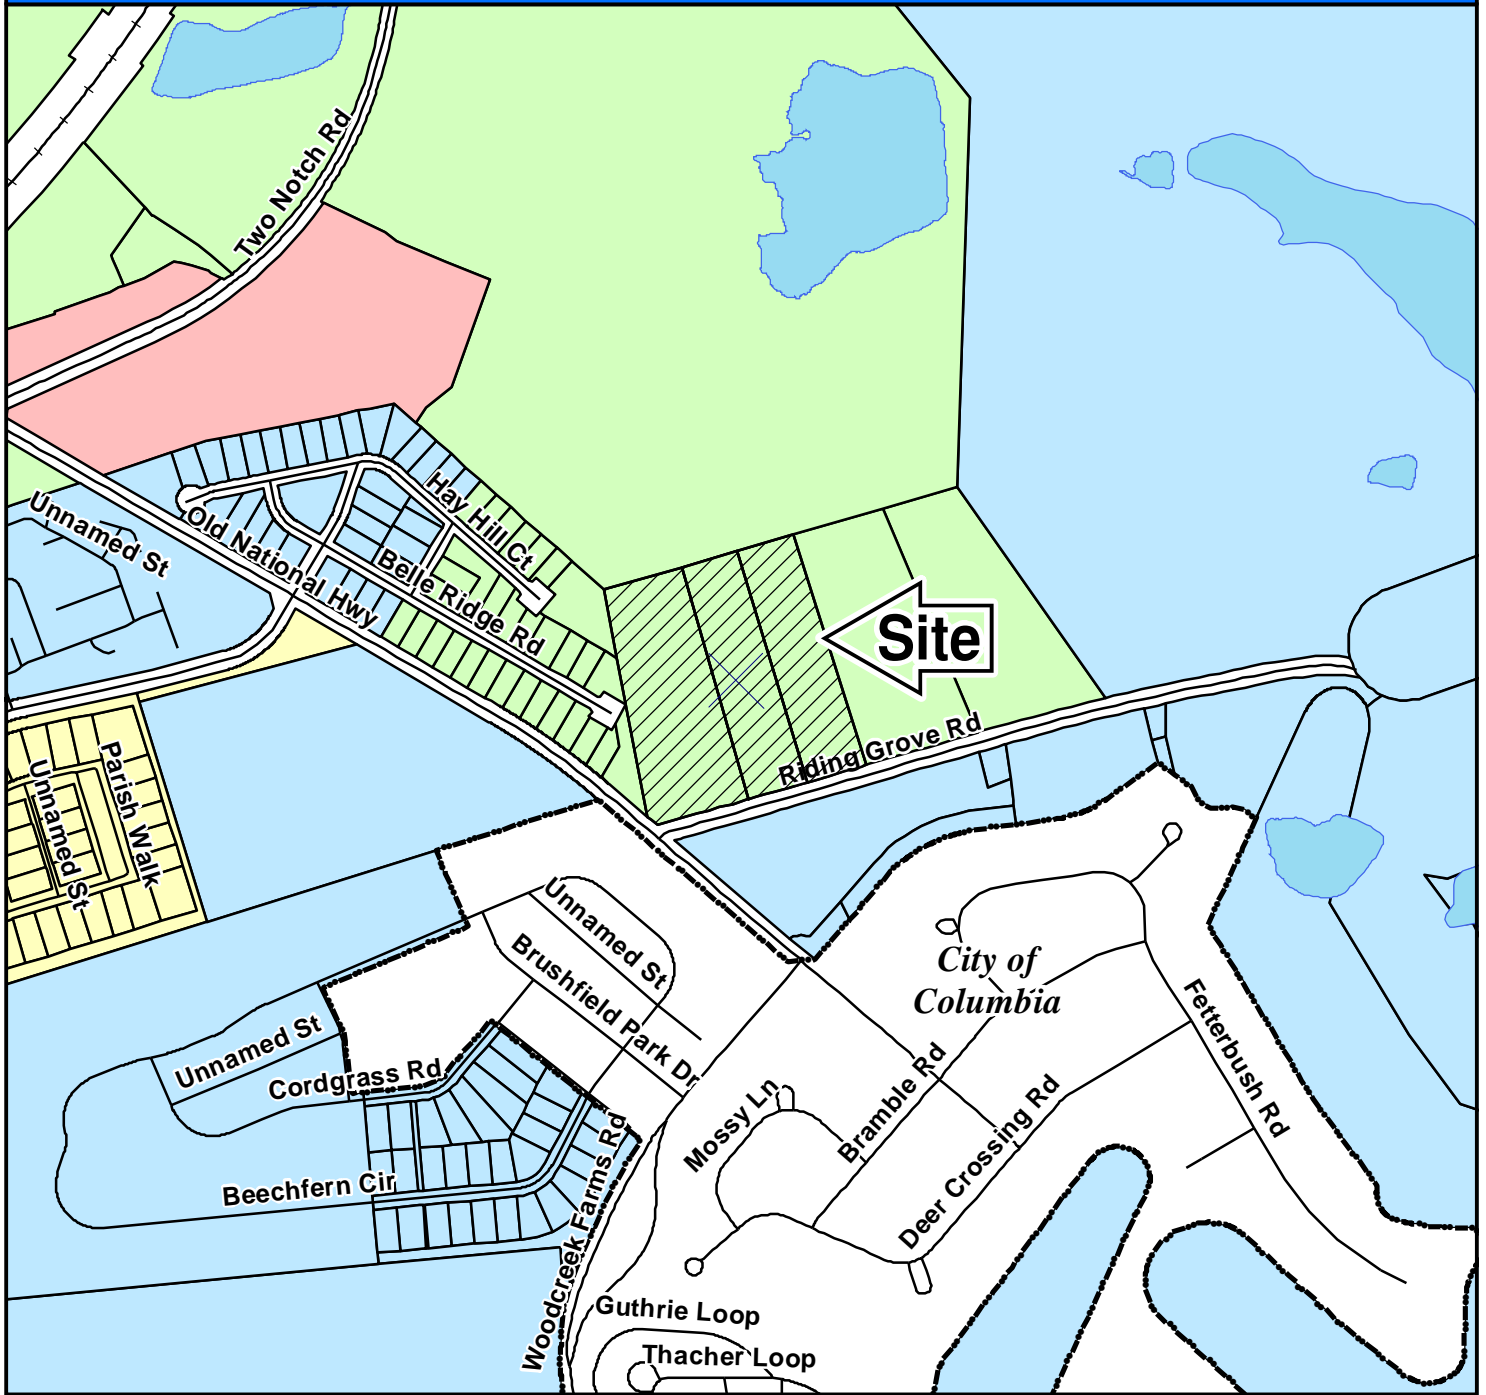 Two Notch Rd
Hay Hill Ct
Unnamed St
Old National Hwy
Belle Ridge Rd
Site
Riding Grove Rd
Parish Walk
Unnamed St
Unnamed St
Brushfield Park Dr
City of
Columbia
Fetterbush Rd
Unnamed St
Cordgrass Rd
Mossy Ln
Bramble Rd
Deer Crossing Rd
Beechfern Cir
Woodcreek Farms Rd
Guthrie Loop
Thacher Loop